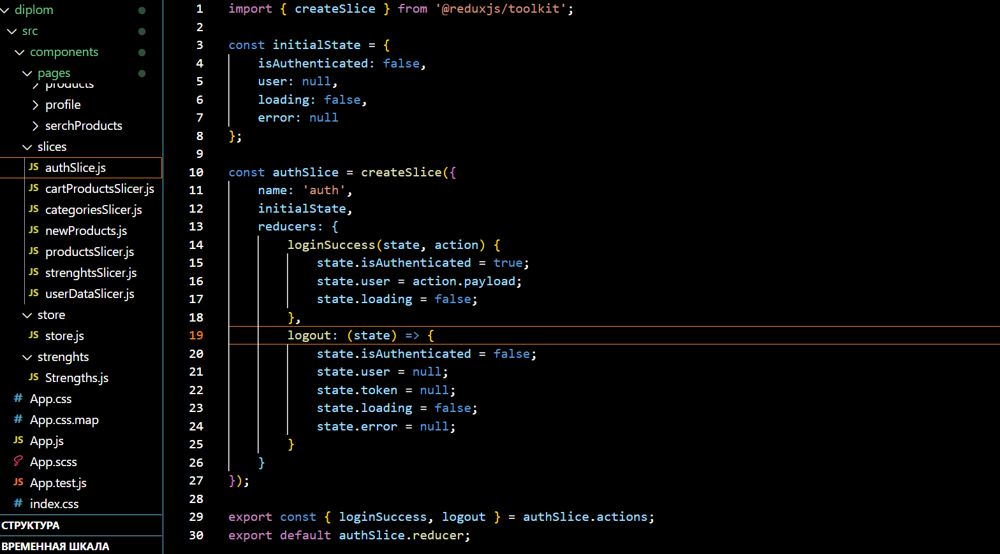 diplom
src
components
pages
products
profile
serchProducts
slices
JS authSlice.js
JS cartProductsSlicer.js
JS categoriesSlicer.js
JS newProducts.js
JS productsSlicer.js
JS strenghtsSlicer.js
JS userDataSlicer.js
store
JS store.js
strenghts
JS Strengths.js
# App.css
# App.css.map
JS App.js
App.scss
JS App.test.js
# index.css
СТРУКТУРА
ВРЕМЕННАЯ ШКАЛА
1 import { createSlice } from '@reduxjs/toolkit';
2
3 const initialState = {
4 isAuthenticated: false,
5 user: null,
6 loading: false,
7 error: null
8 };
9
10 const authSlice = createSlice({
11 name: 'auth',
12 initialState,
13 reducers: {
14 loginSuccess(state, action) {
15 state.isAuthenticated = true;
16 state.user = action.payload;
17 state.loading = false;
18 },
19 logout: (state) => {
20 state.isAuthenticated = false;
21 state.user = null;
22 state.token = null;
23 state.loading = false;
24 state.error = null;
25 }
26 }
27 });
28
29 export const { loginSuccess, logout } = authSlice.actions;
30 export default authSlice.reducer;